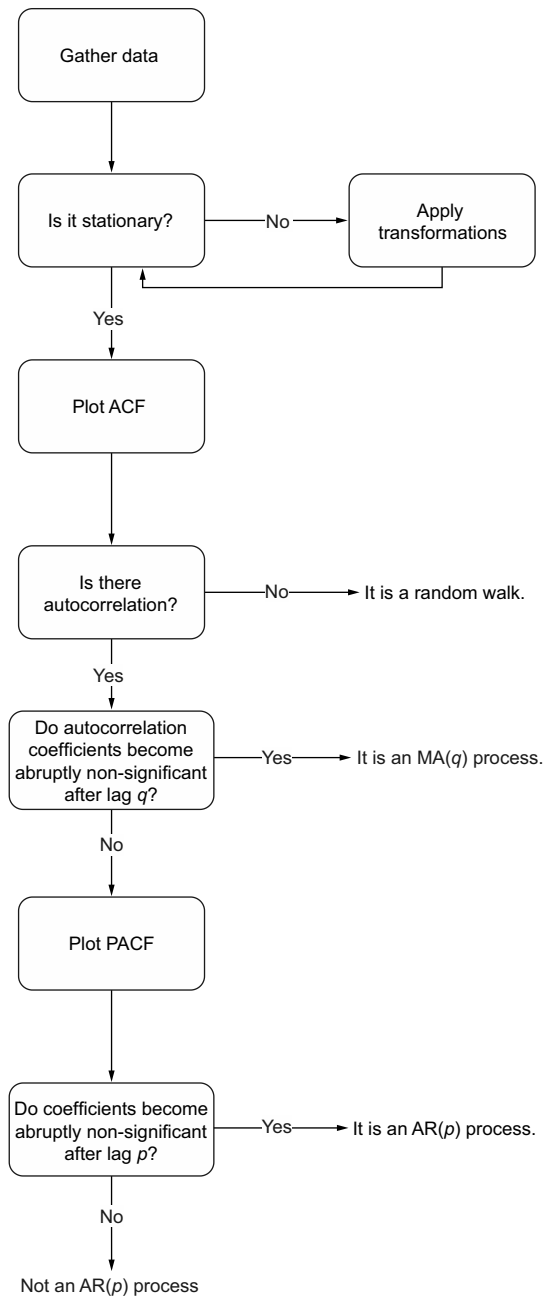 Gather data
Is it stationary?
No
Apply
transformations
Yes
Plot ACF
Is there
autocorrelation?
No
It is a random walk.
Yes
Do autocorrelation
coefficients become
abruptly non-significant
after lag q?
Yes
It is an MA(q) process.
No
Plot PACF
Do coefficients become
abruptly non-significant
after lag p?
Yes
It is an AR(p) process.
No
Not an AR(p) process